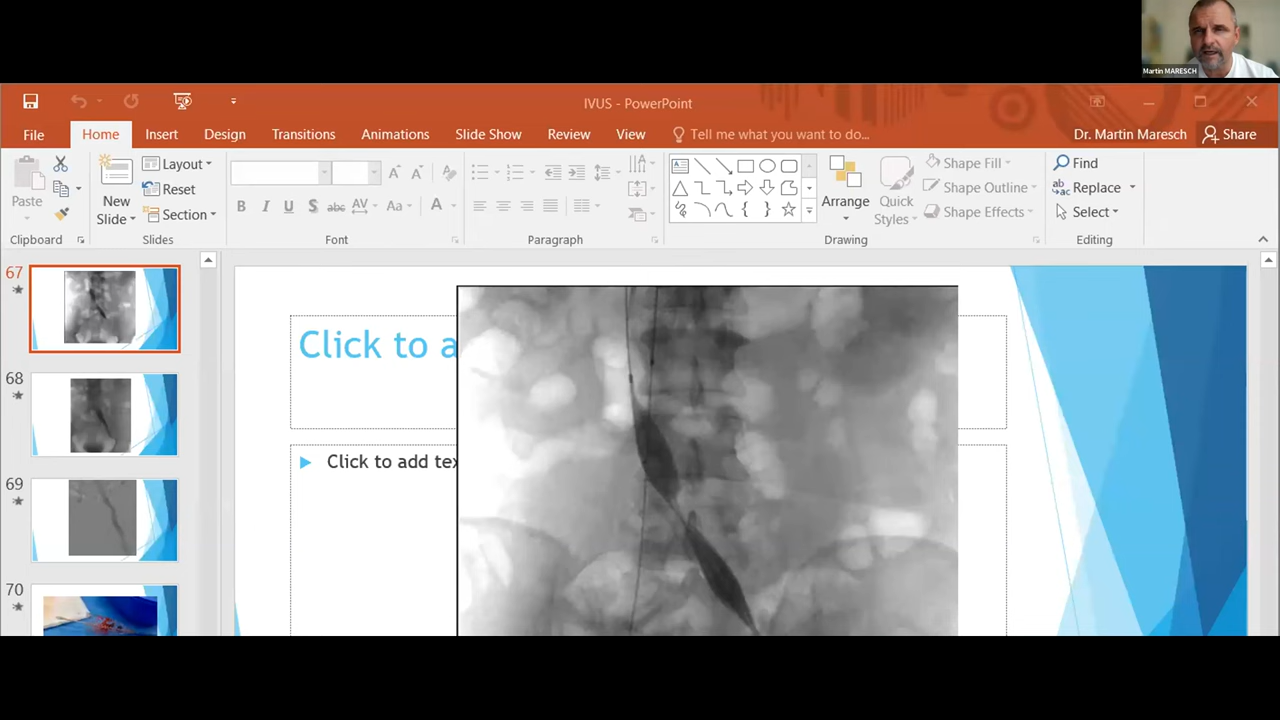 Martin MARESCH
IVUS - PowerPoint
File Home Insert Design Transitions Animations Slide Show Review View Tell me what you want to do... Dr. Martin Maresch Share
Paste
New
Slide
Layout
Reset
Section
B I U S abc AV Aa A
Arrange
Quick
Styles
Shape Fill
Shape Outline
Shape Effects
Find
Replace
Select
Clipboard Slides Font Paragraph Drawing Editing
67
68
69
70
Click to a
Click to add tex